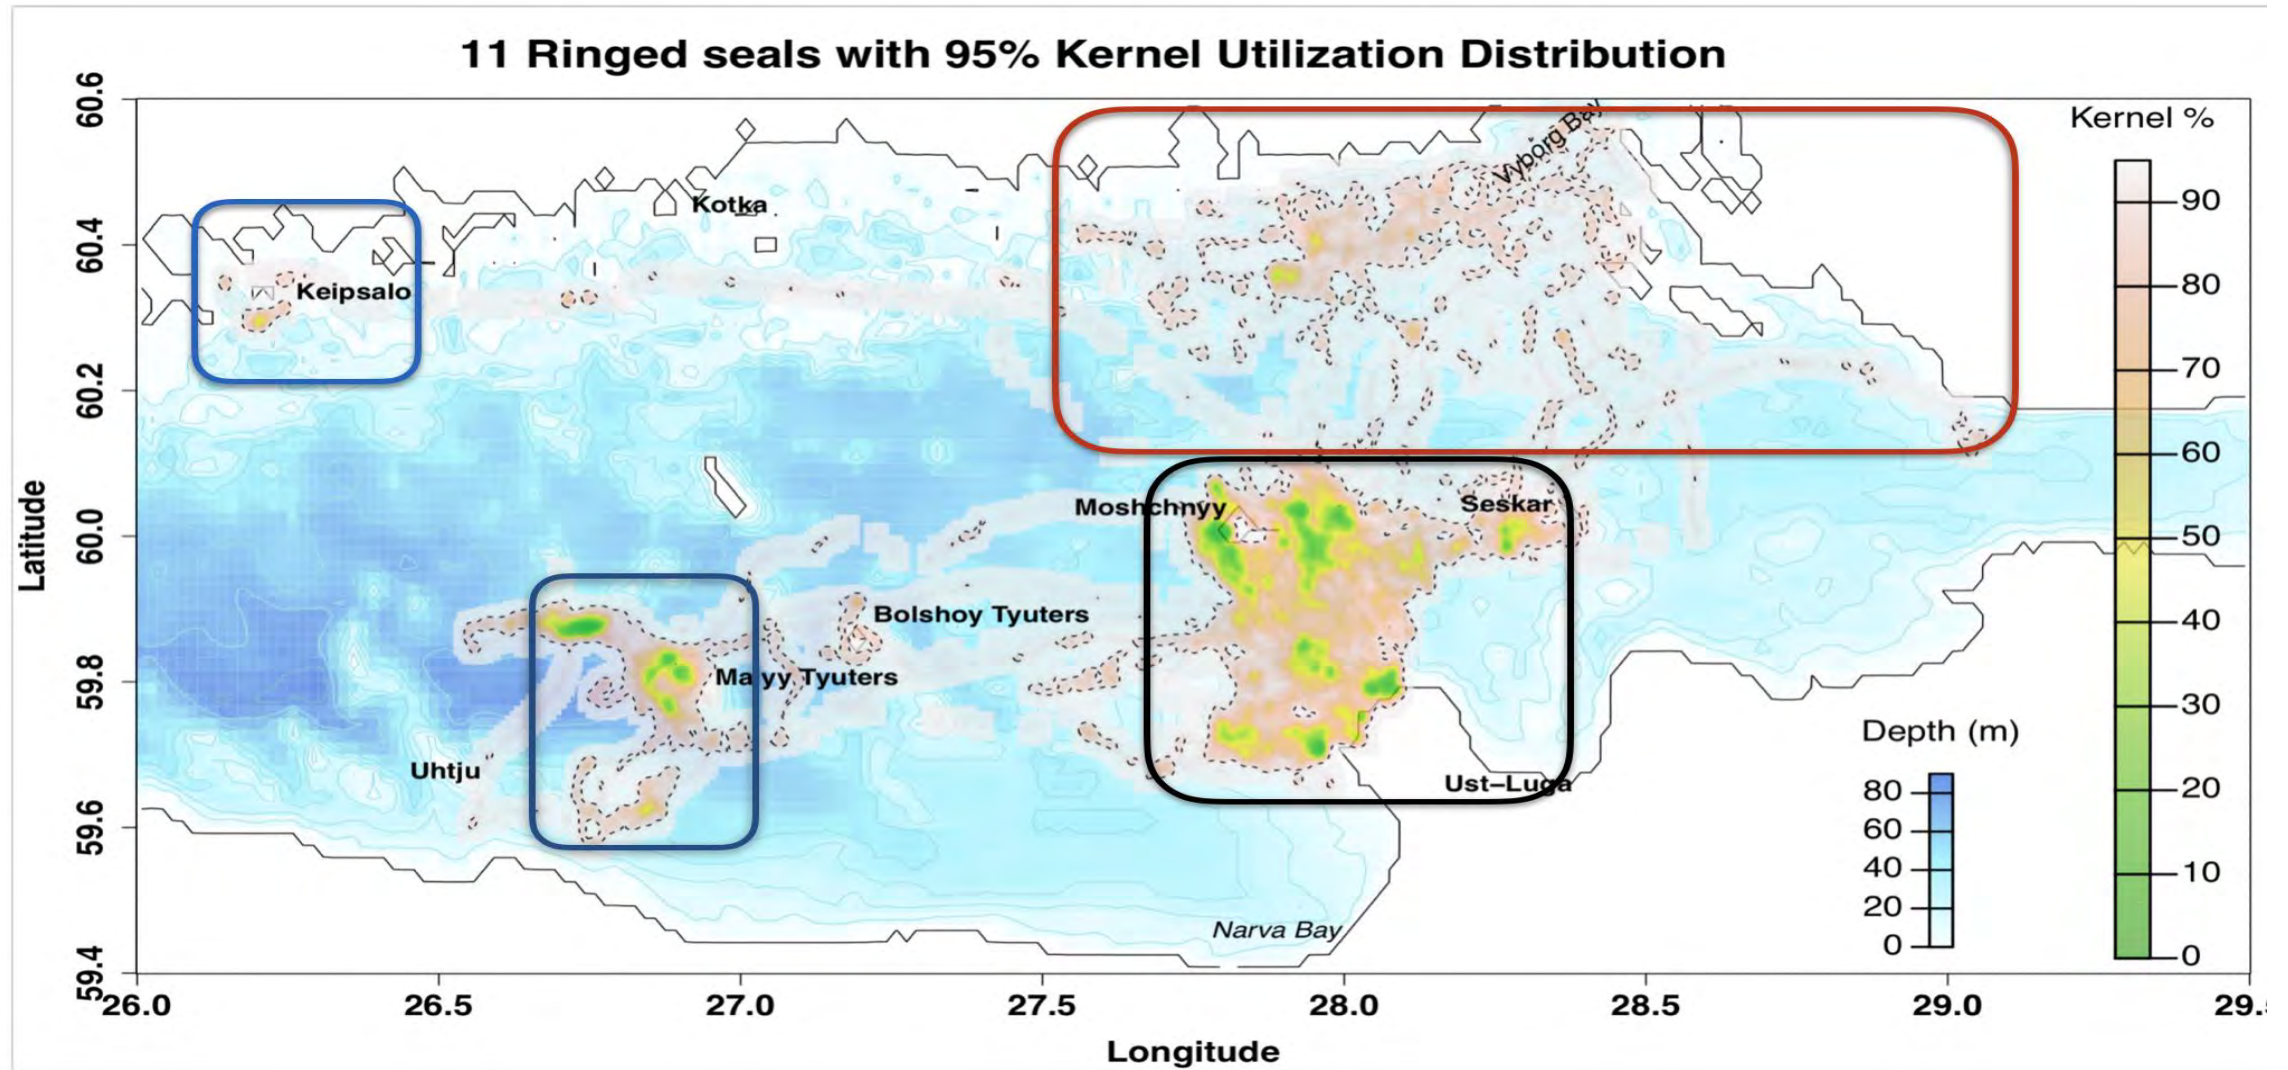 11 Ringed seals with 95% Kernel Utilization Distribution
Kernel %
90
80
70
60
50
40
30
20
10
0
Depth (m)
80
60
40
20
0
Vyborg Bay
Kotka
Keipsalo
Moshchnyy
Seskar
Bolshoy Tyuters
Malyy Tyuters
Uhtju
Ust-Luga
Narva Bay
Latitude
60.6
60.4
60.2
60.0
59.8
59.6
59.4
26.0
26.5
27.0
27.5
28.0
28.5
29.0
29.
Longitude